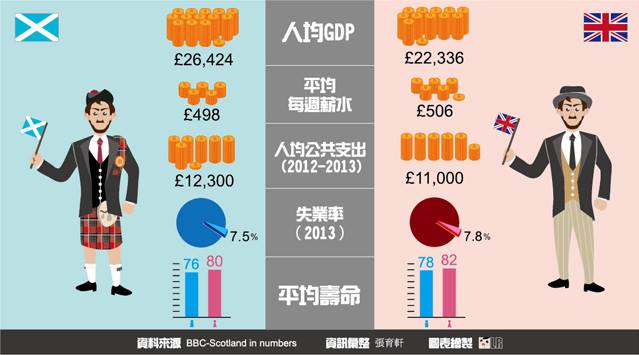 人均GDP
£26,424
£22,336
平均
每週薪水
£498
£506
人均公共支出
(2012-2013)
£12,300
£11,000
失業率
(2013)
7.5%
7.8%
76 80
78 82
平均壽命
資料來源 BBC-Scotland in numbers 資訊彙整 張育軒 圖表繪製 LR